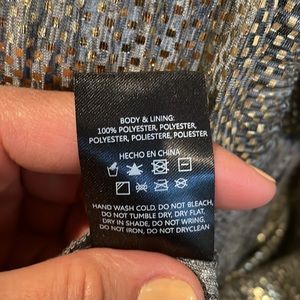 BODY & LINING:
100% POLYESTER, POLYESTER,
POLYESTER, POLIESTERE, POLIESTER
HECHO EN CHINA
HAND WASH COLD, DO NOT BLEACH,
DO NOT TUMBLE DRY, DRY FLAT,
DRY IN SHADE, DO NOT WRING,
DO NOT IRON, DO NOT DRYCLEAN